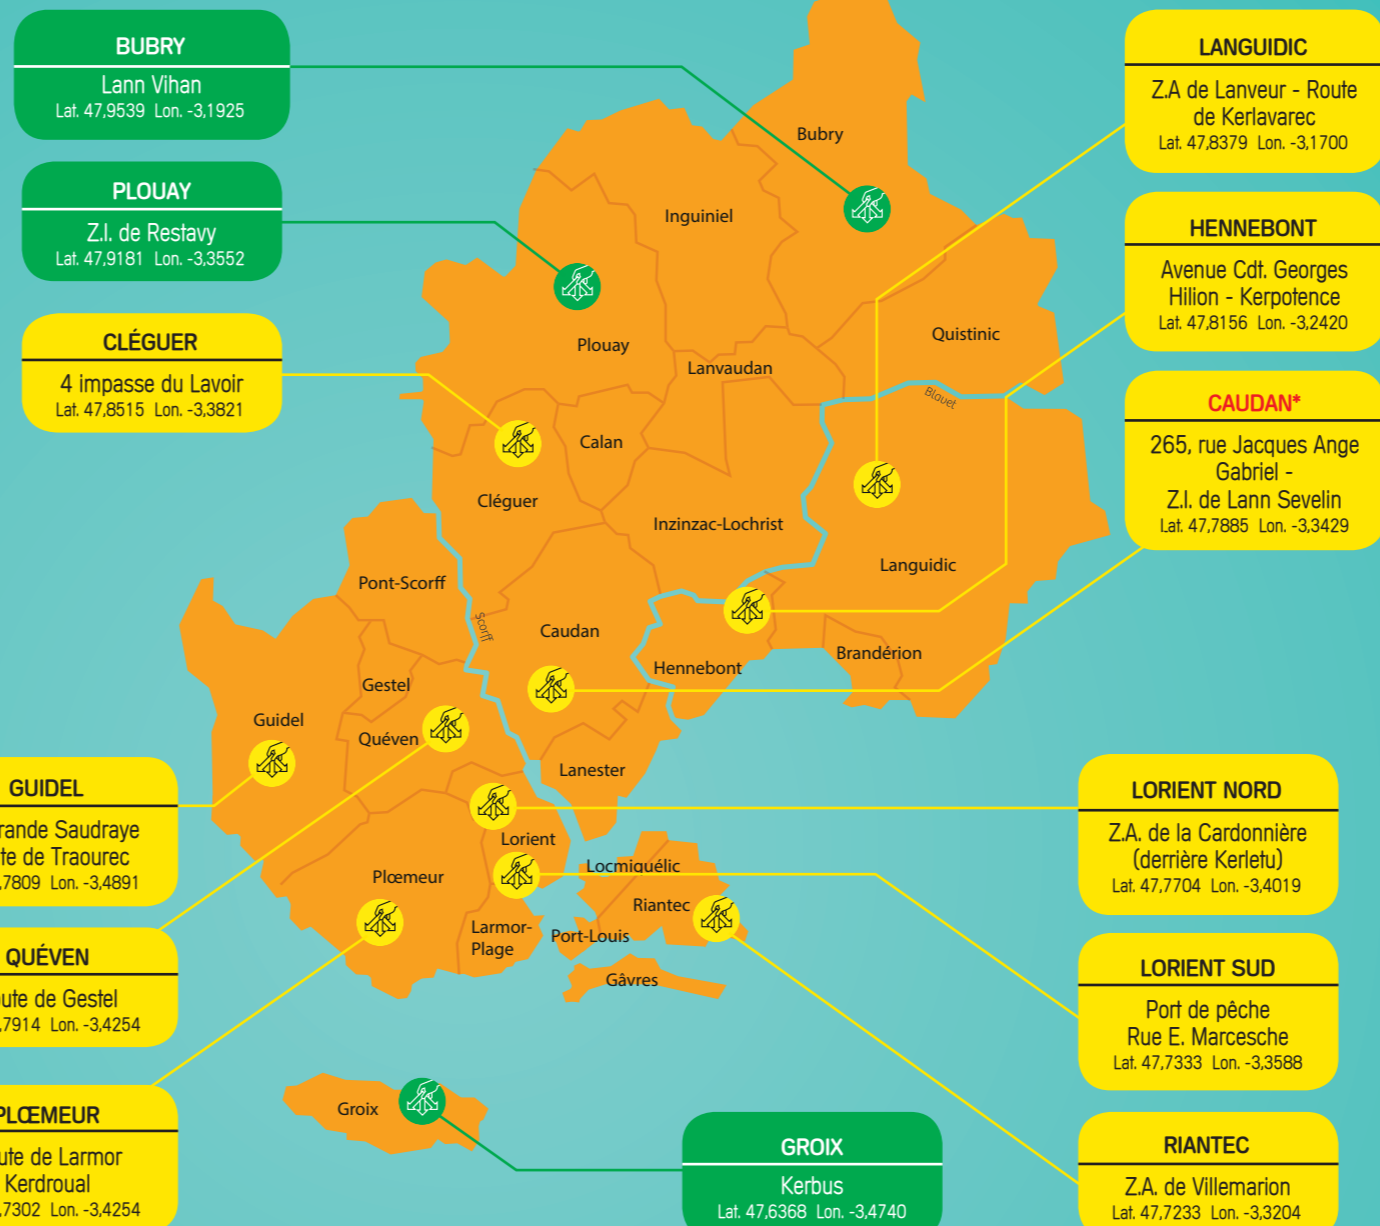 BUBRY
Lann Vihan
Lat. 47,9539 Lon. -3,1925
PLOUAY
Z.I. de Restavy
Lat. 47,9181 Lon. -3,3552
CLÉGUER
4 impasse du Lavoir
Lat. 47,8515 Lon. -3,3821
GUIDEL
Saudraye
de Traourec
7809 Lon. -3,4891
QUÉVEN
de Gestel
7914 Lon. -3,4254
PLŒMEUR
de Larmor
Kerdroual
7302 Lon. -3,4254
Bubry
Inguiniel
Quistinic
Plouay
Lanvaudan
Blavet
Calan
Cléguer
Inzinzac-Lochrist
Languidic
Pont-Scorff
Scorff
Caudan
Brandérion
Hennebont
Gestel
Guidel
Quéven
Lanester
Lorient
Locmiquélic
Plœmeur
Riantec
Larmor-
Plage
Port-Louis
Gâvres
Groix
LANGUIDIC
Z.A de Lanveur - Route
de Kerlavarec
Lat. 47,8379 Lon. -3,1700
HENNEBONT
Avenue Cdt. Georges
Hilion - Kerpotence
Lat. 47,8156 Lon. -3,2420
CAUDAN*
265, rue Jacques Ange
Gabriel -
Z.I. de Lann Sevelin
Lat. 47,7885 Lon. -3,3429
LORIENT NORD
Z.A. de la Cardonnière
(derrière Kerletu)
Lat. 47,7704 Lon. -3,4019
LORIENT SUD
Port de pêche
Rue E. Marcesche
Lat. 47,7333 Lon. -3,3588
RIANTEC
Z.A. de Villemarion
Lat. 47,7233 Lon. -3,3204
GROIX
Kerbus
Lat. 47,6368 Lon. -3,4740